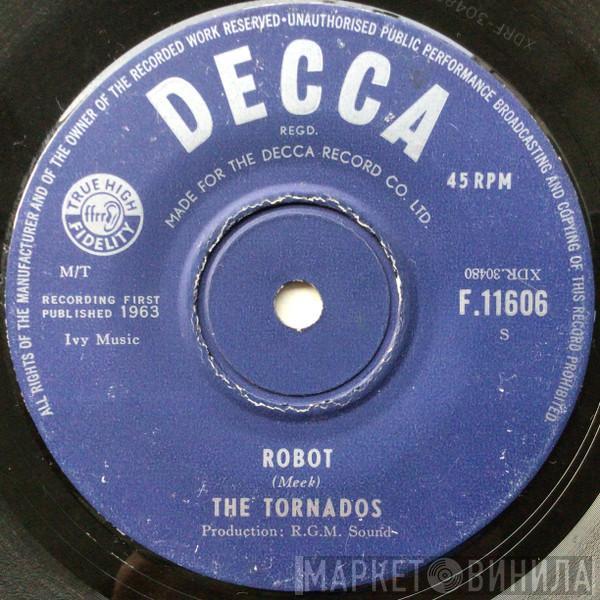 ALL RIGHTS OF THE MANUFACTURER AND OF THE OWNER OF THE RECORDED WORK RESERVED·UNAUTHORISED PUBLIC PERFORMANCE BROADCASTING AND COPYING OF THIS RECORD PROHIBITED.
DECCA
REGD.
MADE FOR THE DECCA RECORD CO. LTD.
45 RPM
TRUE HIGH
ffrr
FIDELITY
M/T
XDR.30480
RECORDING FIRST
PUBLISHED 1963
F.11606
Ivy Music
S
ROBOT
(Meek)
THE TORNADOS
Production: R.G.M. Sound
МАРКЕТ ВИНИЛА